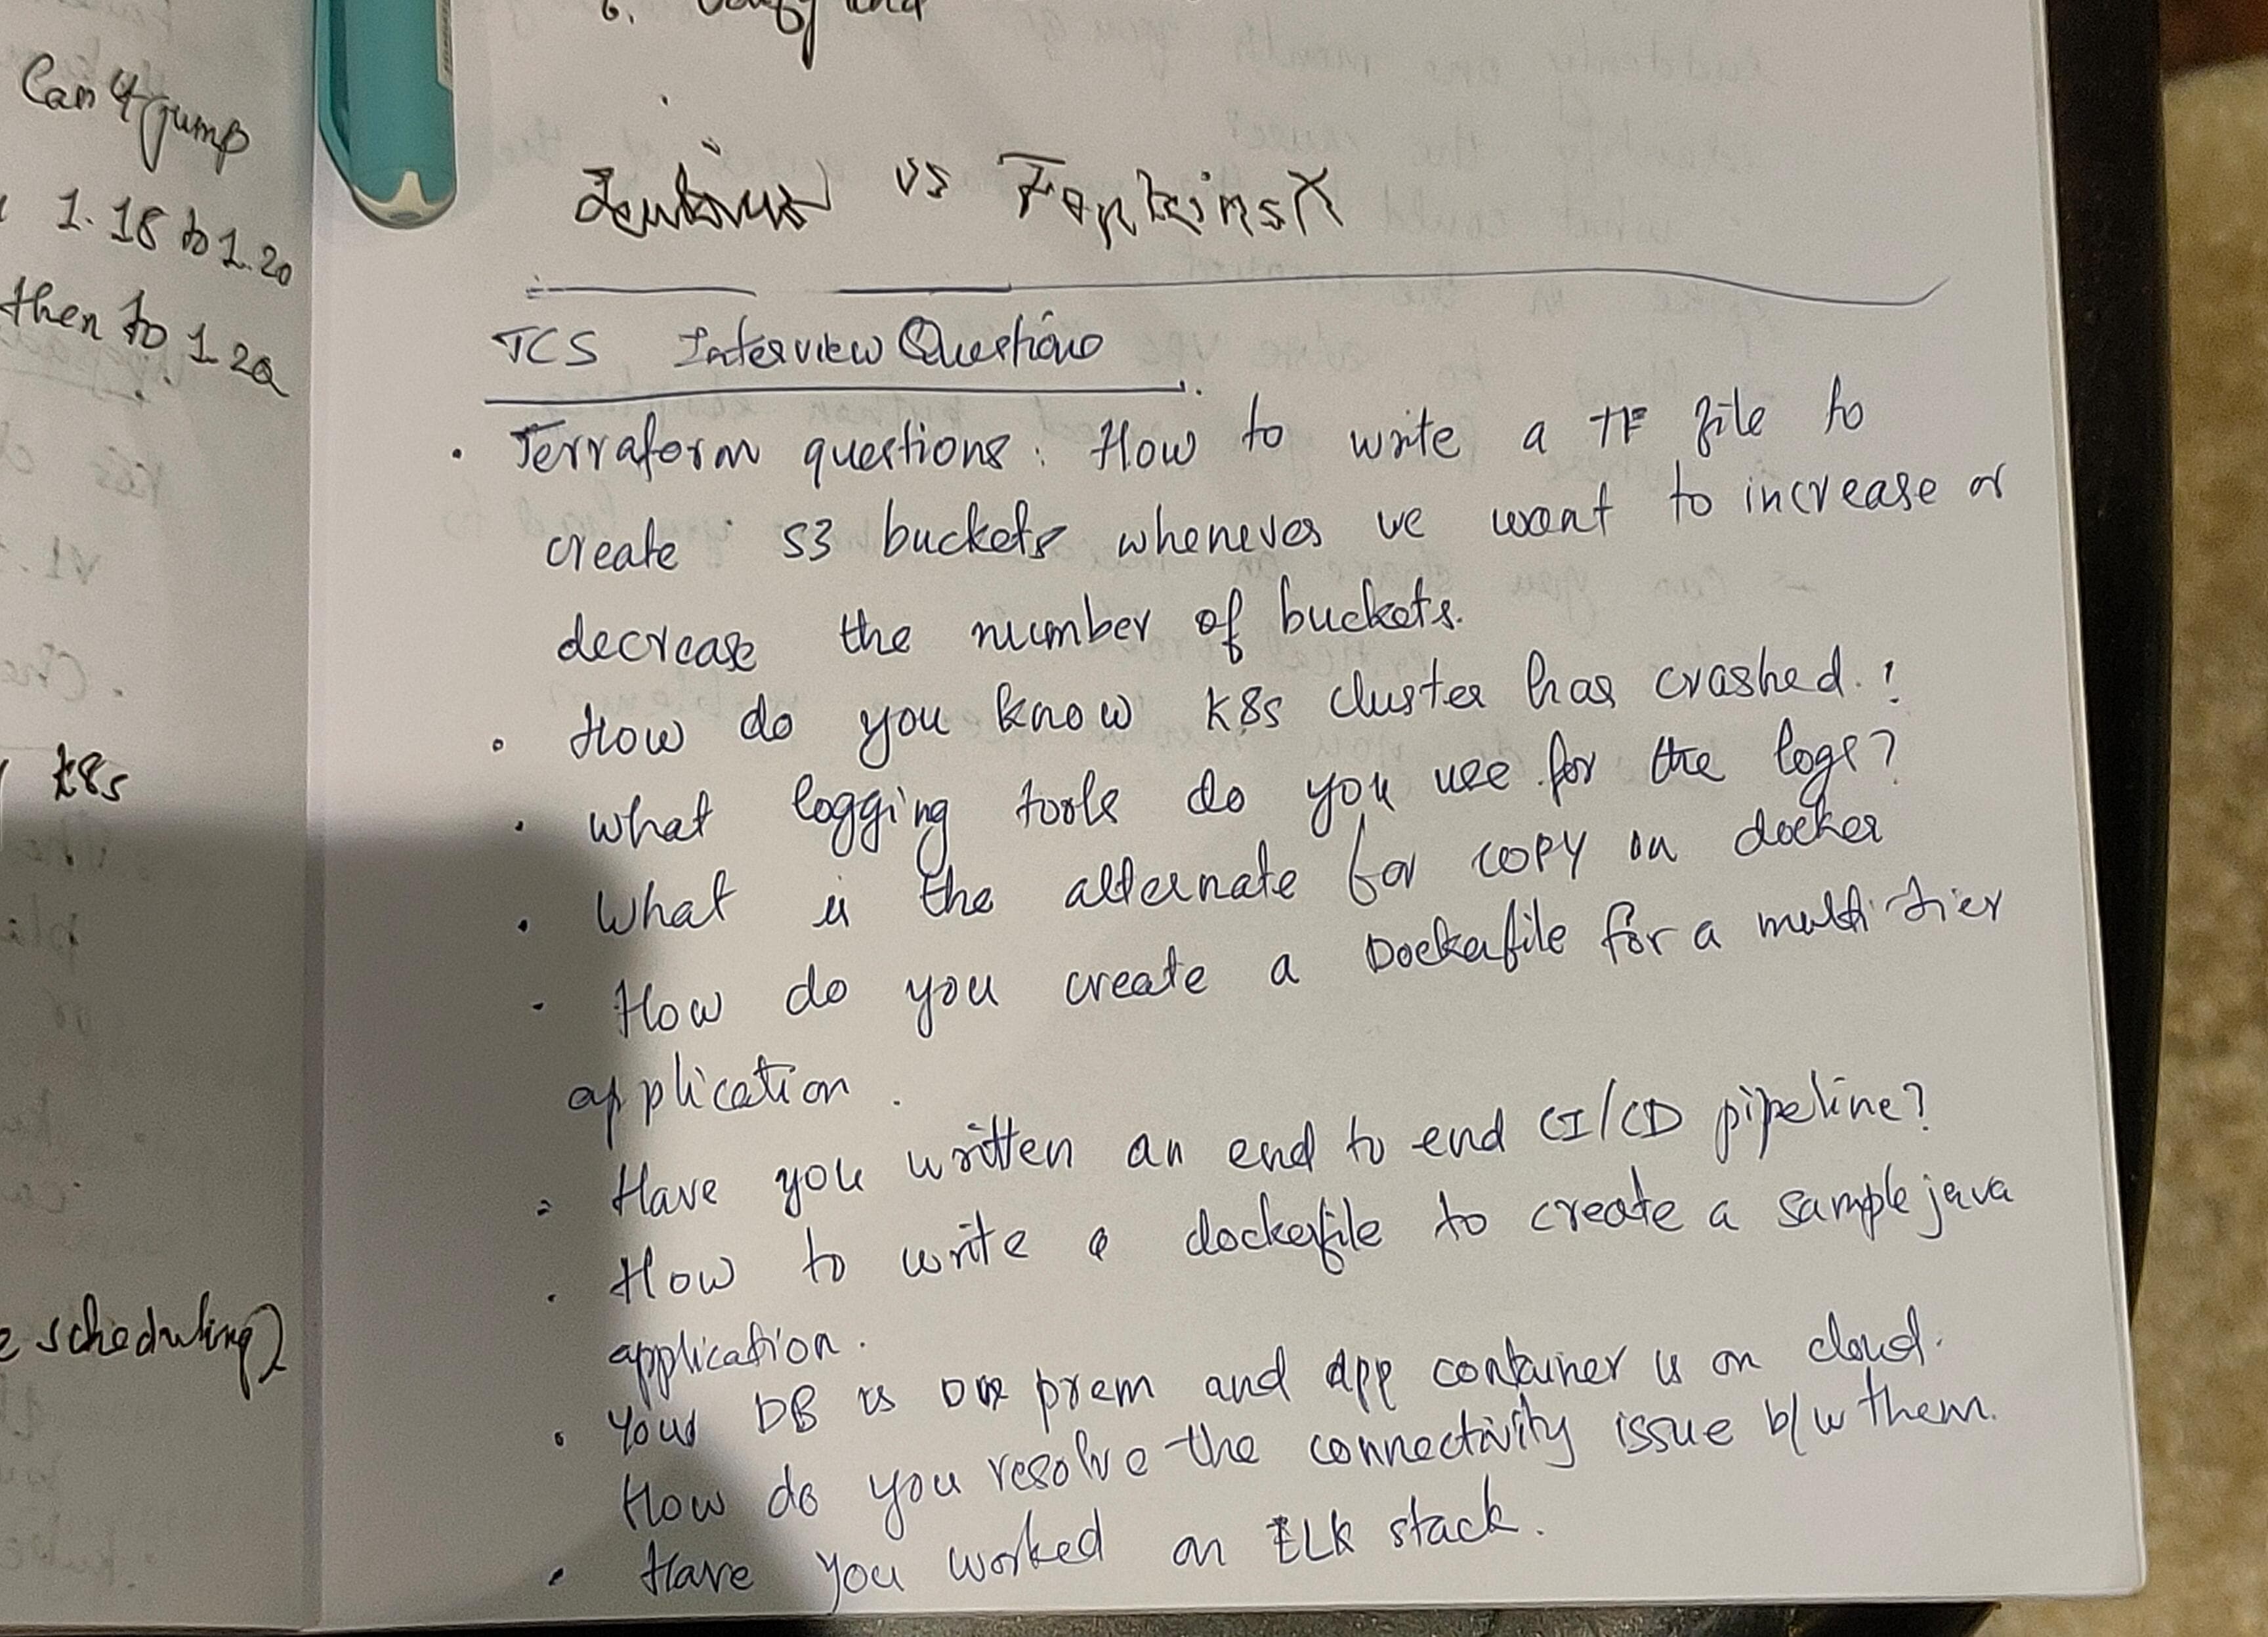 Can I jump
1.18 to 1.20
then to 1.22
k8s
scheduling)
6. Verify and
Jenkins vs JenkinsX
TCS Interview Questions
. Terraform questions: How to write a TF file to
create S3 buckets whenever we want to increase or
decrease the number of buckets.
. How do you know k8s cluster has crashed?
. What logging tools do you use for the logs?
. What is the alternate for COPY in docker
. How do you create a Dockerfile for a multi tier
application.
. Have you written an end to end CI/CD pipeline?
. How to write a dockerfile to create a sample java
application.
. Your DB is on prem and app container is on cloud.
How do you resolve the connectivity issue b/w them.
. Have you worked on ELK stack.